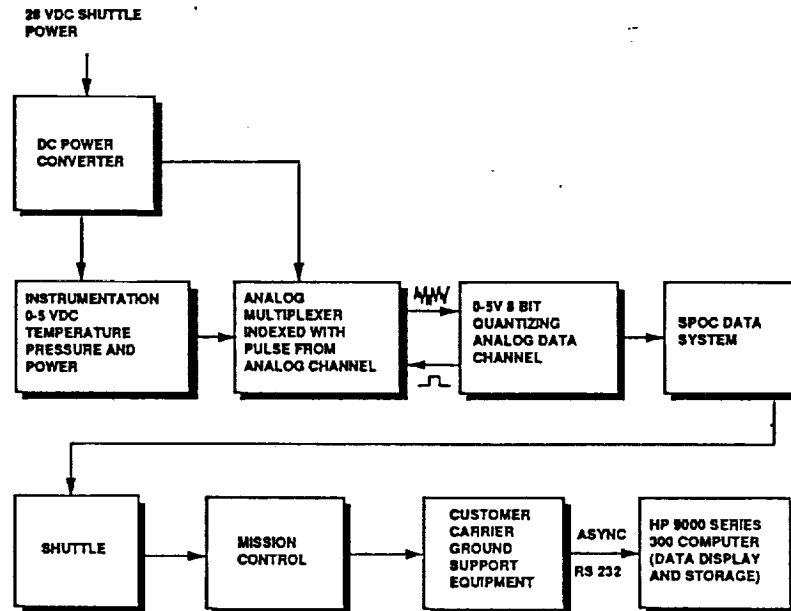 28 VDC SHUTTLE
POWER
DC POWER
CONVERTER
INSTRUMENTATION
0-5 VDC
TEMPERATURE
PRESSURE AND
POWER
ANALOG
MULTIPLEXER
INDEXED WITH
PULSE FROM
ANALOG CHANNEL
0-5V 8 BIT
QUANTIZING
ANALOG DATA
CHANNEL
SPOC DATA
SYSTEM
SHUTTLE
MISSION
CONTROL
CUSTOMER
CARRIER
GROUND
SUPPORT
EQUIPMENT
ASYNC
RS 232
HP 9000 SERIES
300 COMPUTER
(DATA DISPLAY
AND STORAGE)